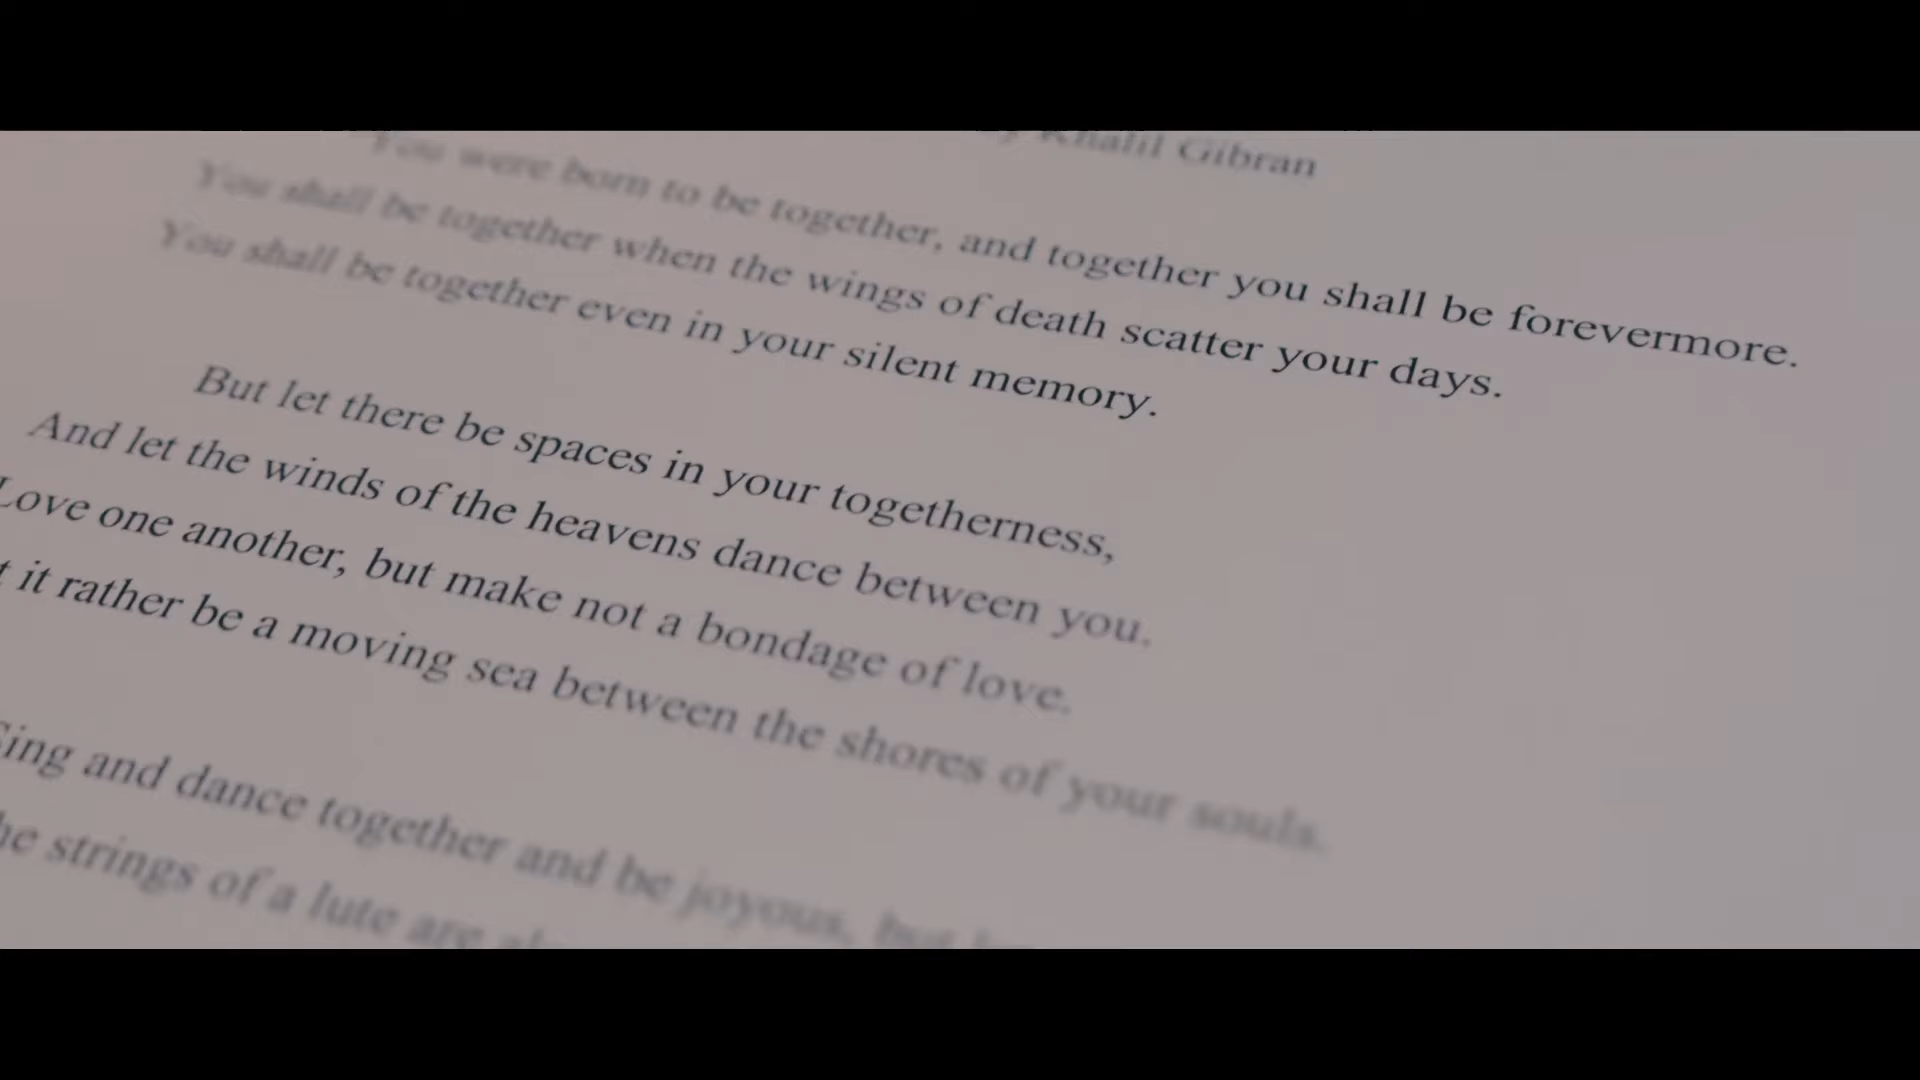 Khalil Gibran
You were born to be together, and together you shall be forevermore.
You shall be together when the wings of death scatter your days.
You shall be together even in your silent memory.
But let there be spaces in your togetherness,
And let the winds of the heavens dance between you.
Love one another, but make not a bondage of love.
it rather be a moving sea between the shores of your souls.
Sing and dance together and be joyous, but
strings of a lute are